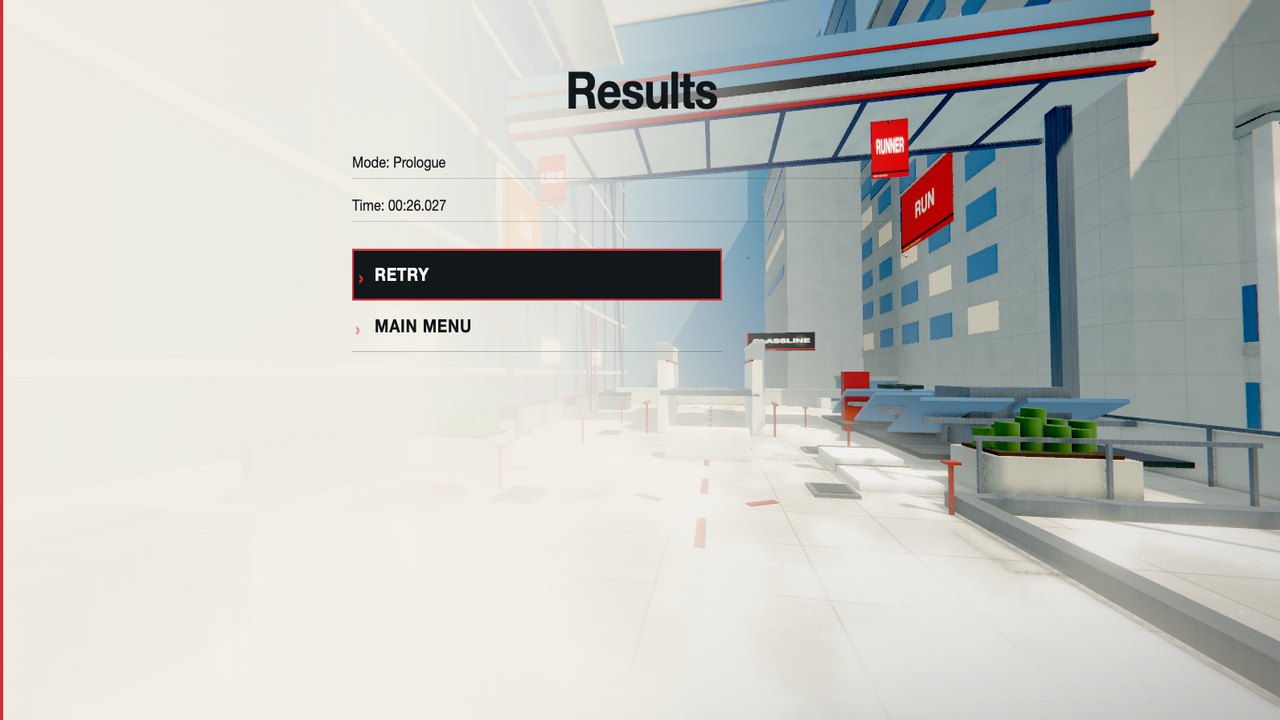 Results
RUNNER
Mode: Prologue
RUN
Time: 00:26.027
RETRY
MAIN MENU
GLASSLINE